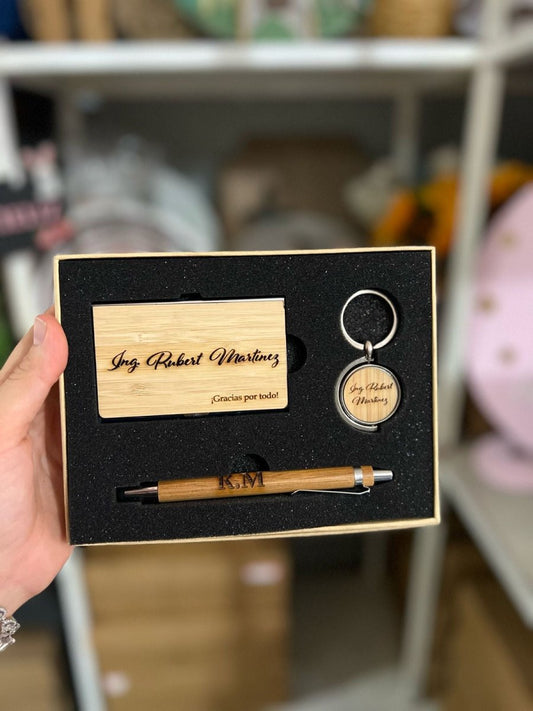 Ing. Rubert Martinez
¡Gracias por todo!
Ing. Rubert
Martinez
K.M